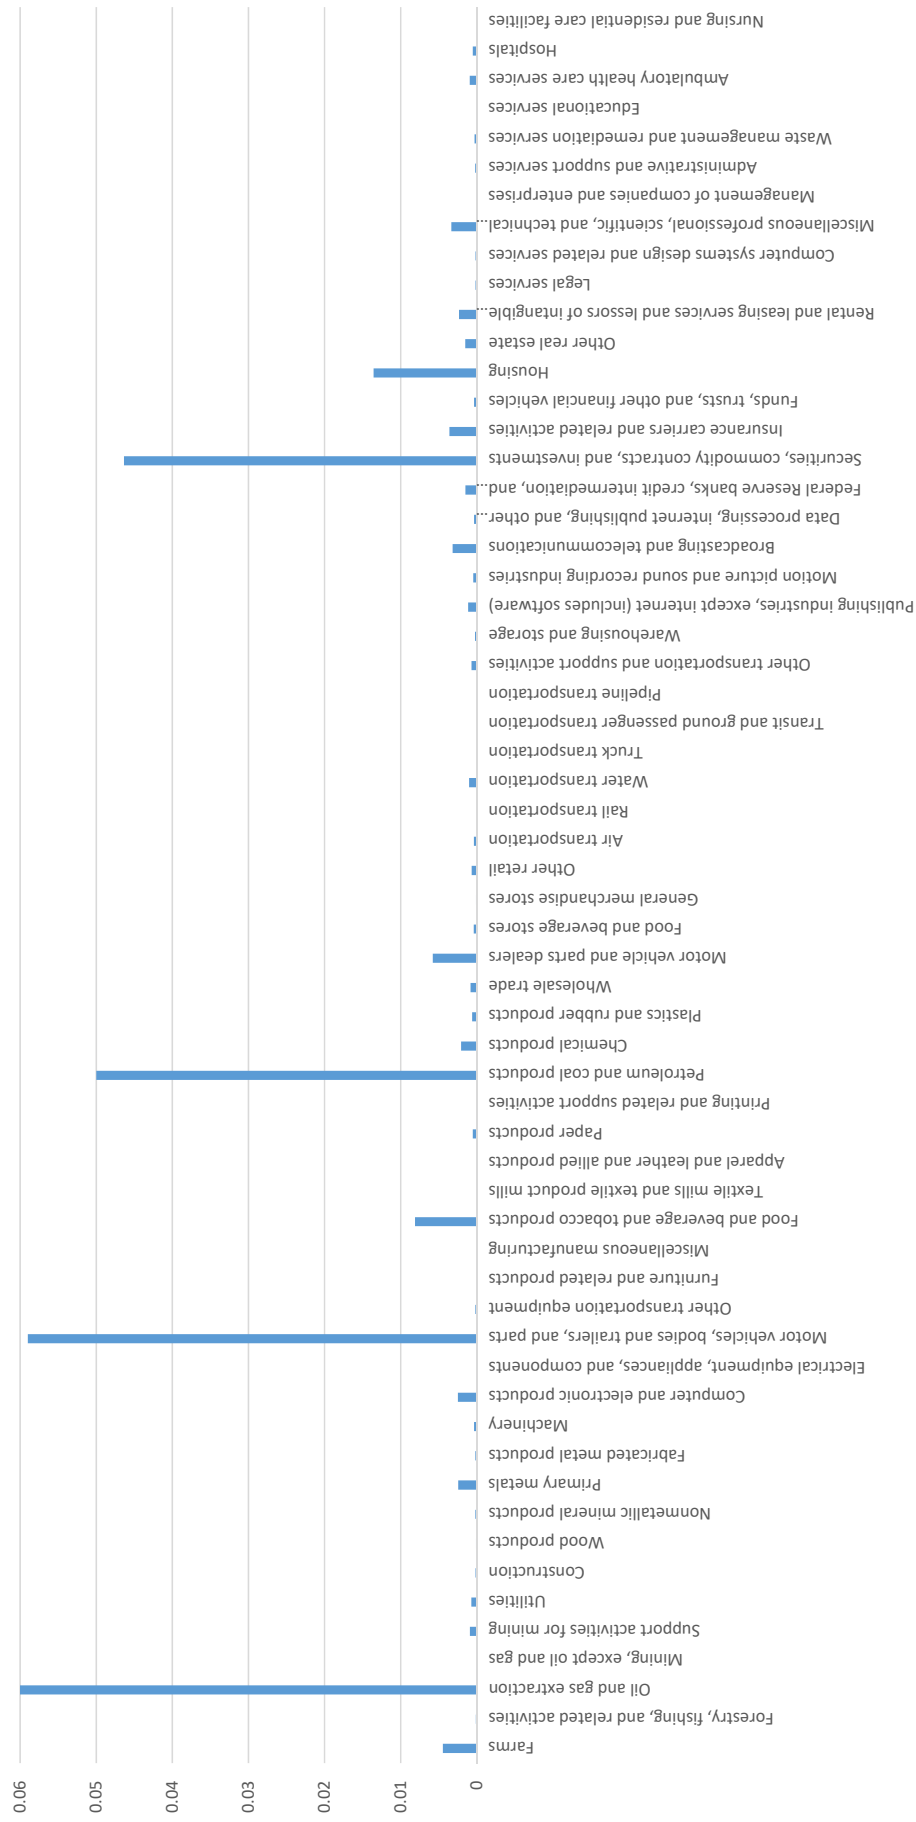 Nursing and residential care facilities
Hospitals
Ambulatory health care services
Educational services
Waste management and remediation services
Administrative and support services
Management of companies and enterprises
Miscellaneous professional, scientific, and technical…
Computer systems design and related services
Legal services
Rental and leasing services and lessors of intangible…
Other real estate
Housing
Funds, trusts, and other financial vehicles
Insurance carriers and related activities
Securities, commodity contracts, and investments
Federal Reserve banks, credit intermediation, and…
Data processing, internet publishing, and other…
Broadcasting and telecommunications
Motion picture and sound recording industries
Publishing industries, except internet (includes software)
Warehousing and storage
Other transportation and support activities
Pipeline transportation
Transit and ground passenger transportation
Truck transportation
Water transportation
Rail transportation
Air transportation
Other retail
General merchandise stores
Food and beverage stores
Motor vehicle and parts dealers
Wholesale trade
Plastics and rubber products
Chemical products
Petroleum and coal products
Printing and related support activities
Paper products
Apparel and leather and allied products
Textile mills and textile product mills
Food and beverage and tobacco products
Miscellaneous manufacturing
Furniture and related products
Other transportation equipment
Motor vehicles, bodies and trailers, and parts
Electrical equipment, appliances, and components
Computer and electronic products
Machinery
Fabricated metal products
Primary metals
Nonmetallic mineral products
Wood products
Construction
Utilities
Support activities for mining
Mining, except oil and gas
Oil and gas extraction
Forestry, fishing, and related activities
Farms
0.06
0.05
0.04
0.03
0.02
0.01
0